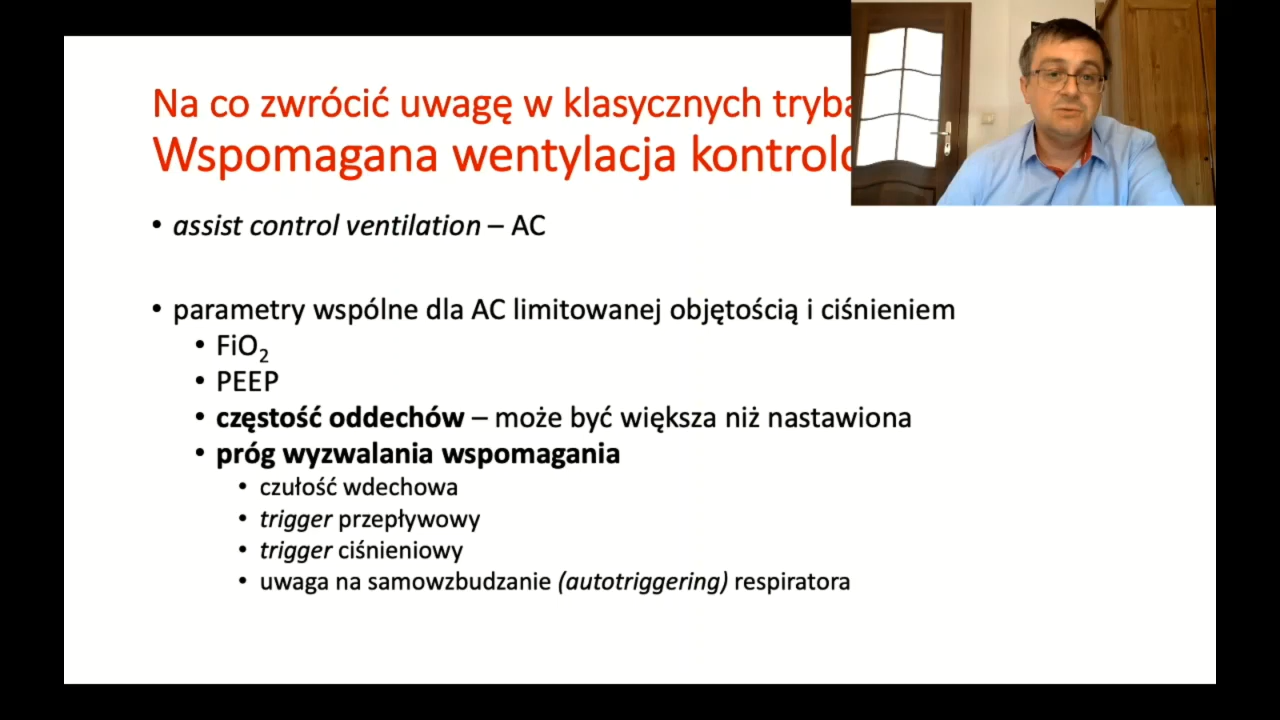 Na co zwrócić uwagę w klasycznych
Wspomagana wentylacja
• assist control ventilation – AC
• parametry wspólne dla AC limitowanej objętością i ciśnieniem
• FiO₂
• PEEP
• częstość oddechów – może być większa niż nastawiona
• próg wyzwalania wspomagania
• czułość wdechowa
• trigger przepływowy
• trigger ciśnieniowy
• uwaga na samowzbudzanie (autotriggering) respiratora